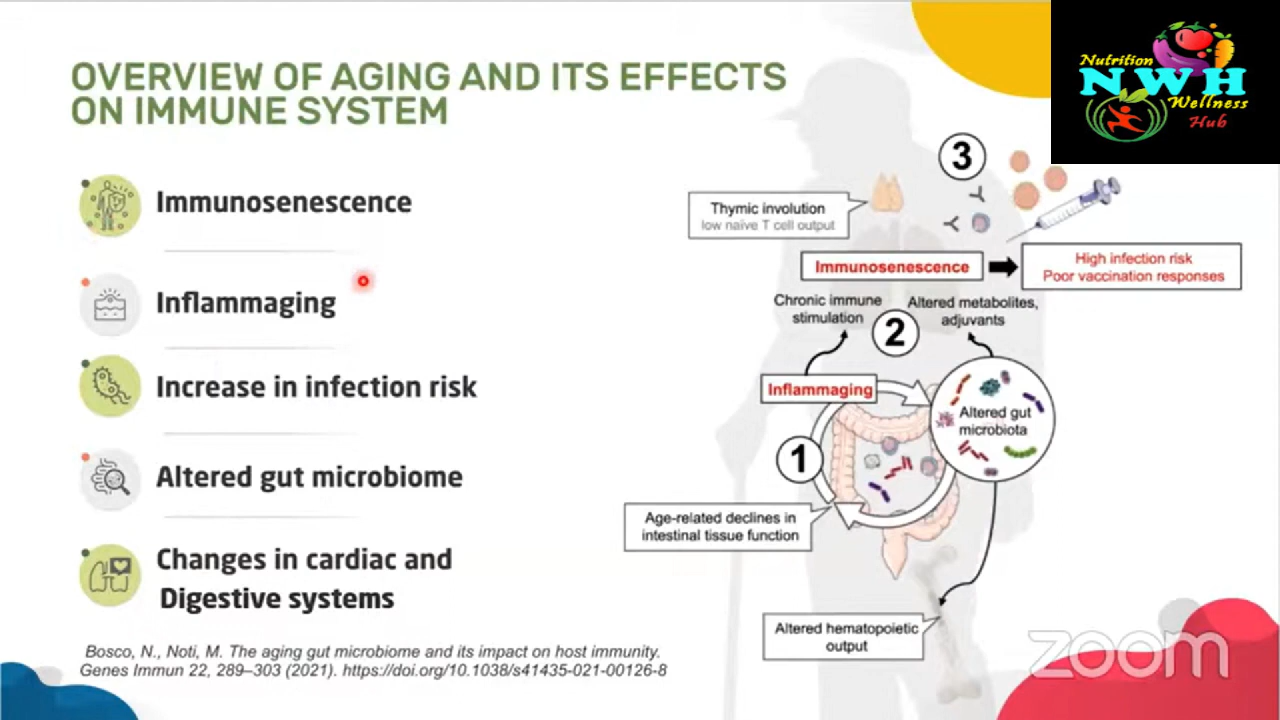 OVERVIEW OF AGING AND ITS EFFECTS
ON IMMUNE SYSTEM
Immunosenescence
Inflammaging
Increase in infection risk
Altered gut microbiome
Changes in cardiac and
Digestive systems
Bosco, N., Noti, M. The aging gut microbiome and its impact on host immunity.
Genes Immun 22, 289–303 (2021). https://doi.org/10.1038/s41435-021-00126-8
Nutrition
NWH
Wellness
Hub
3
Thymic involution
low naive T cell output
Immunosenescence
High infection risk
Poor vaccination responses
Chronic immune
stimulation
2
Altered metabolites,
adjuvants
Inflammaging
Altered gut
microbiota
1
Age-related declines in
intestinal tissue function
Altered hematopoietic
output
zoom